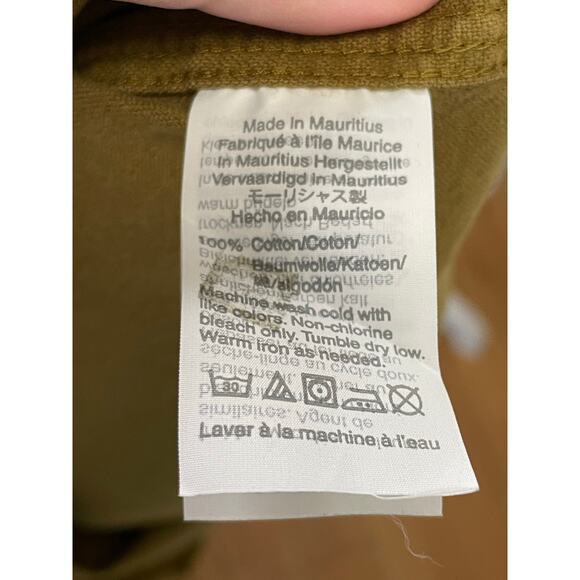 Made in Mauritius
Fabriqué à l'île Maurice
In Mauritius Hergestellt
Vervaardigd in Mauritius
モーリシャス製
Hecho en Mauricio
100% Cotton/Coton/
Baumwolle/Katoen/
綿/algodón
Machine wash cold with
like colors. Non-chlorine
bleach only. Tumble dry low.
Warm iron as needed.
30
Laver à la machine à l'eau